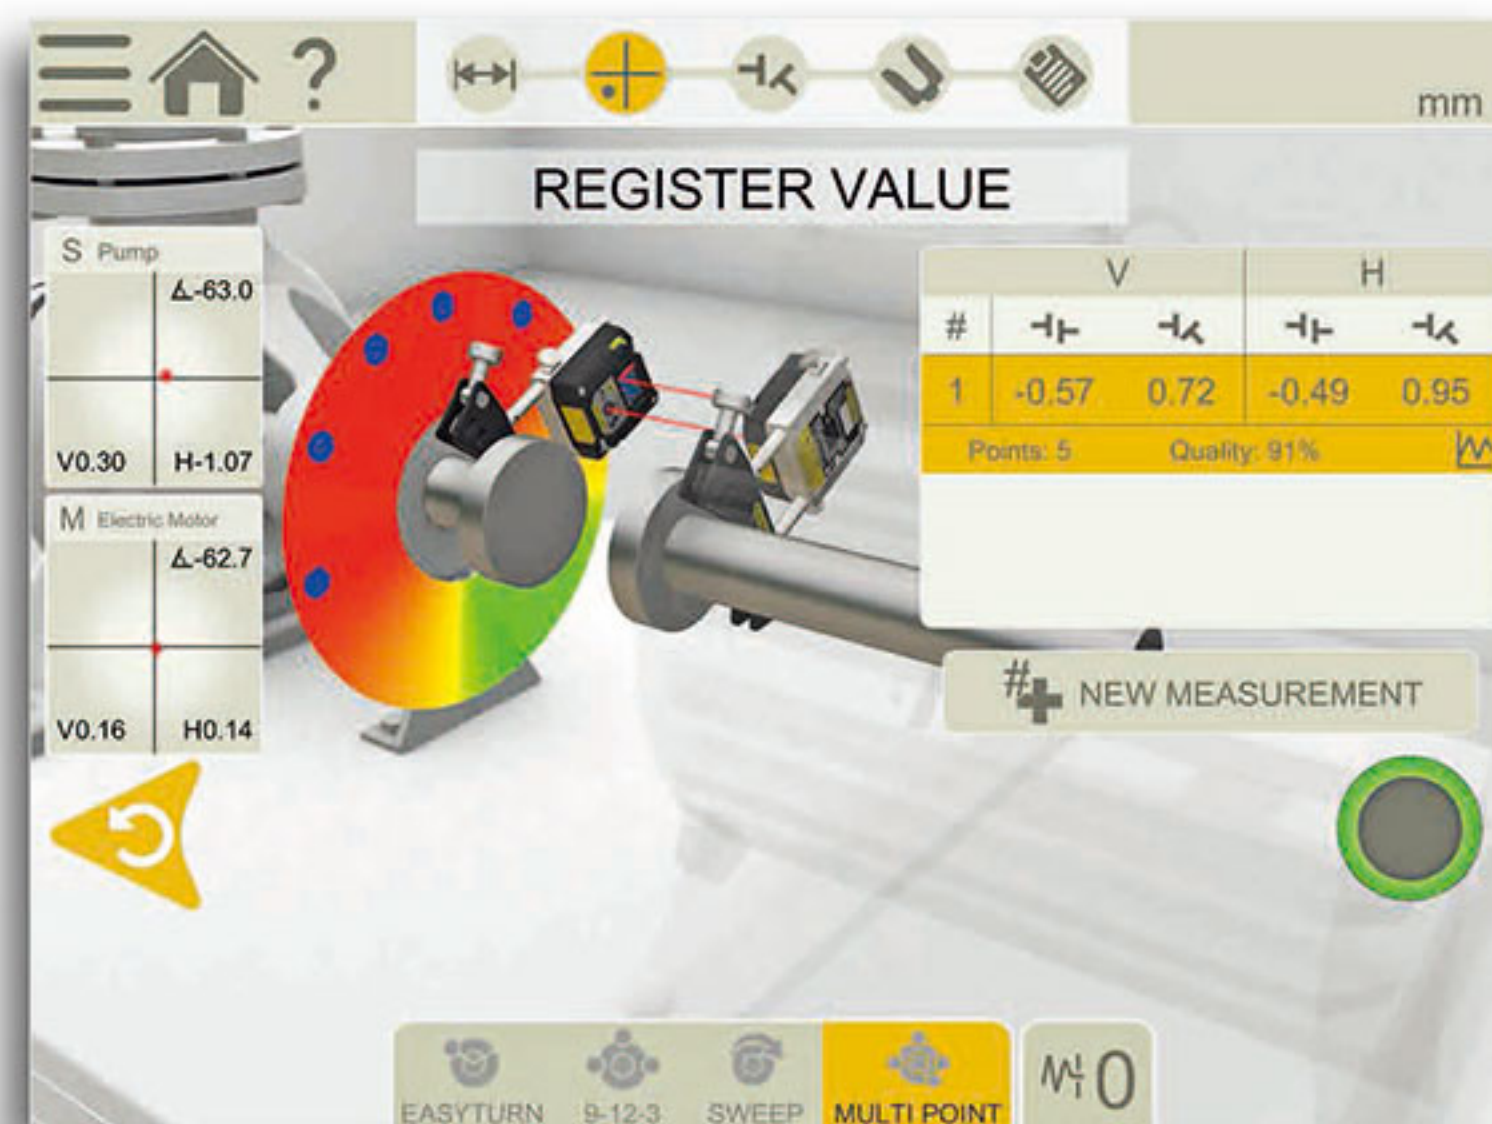 ?
mm
REGISTER VALUE
S Pump
∡-63.0
V0.30 H-1.07
M Electric Motor
∡-62.7
V0.16 H0.14
V H
#
1 -0.57 0.72 -0.49 0.95
Points: 5 Quality: 91%
# NEW MEASUREMENT
EASYTURN 9-12-3 SWEEP MULTI POINT
0